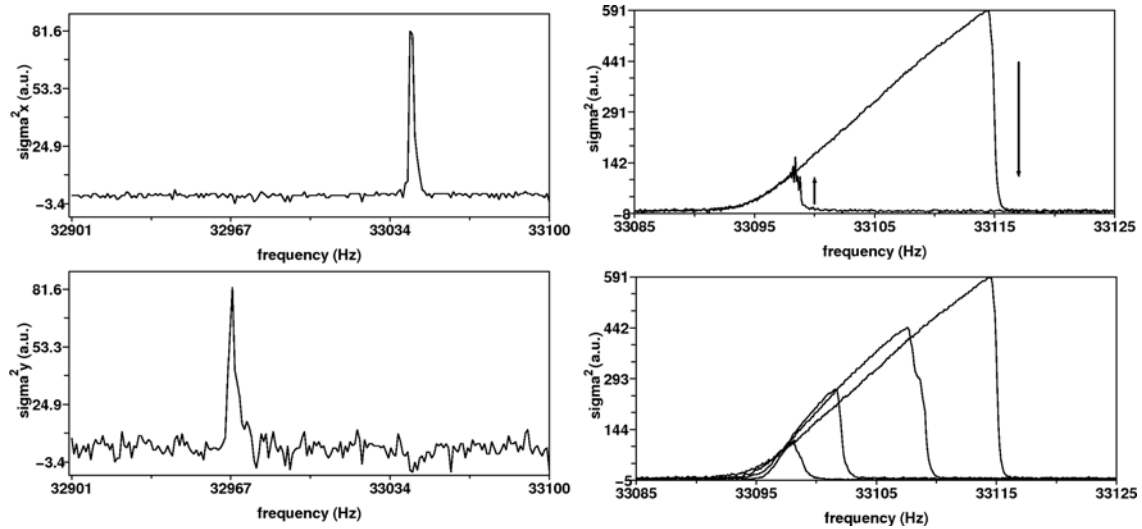 81.6
53.3
24.9
−3.4
sigma2x (a.u.)
32901 32967 33034 33100
frequency (Hz)
591
441
291
142
−8
sigma2 (a.u.)
33085 33095 33105 33115 33125
frequency (Hz)
81.6
53.3
24.9
−3.4
sigma2y (a.u.)
32901 32967 33034 33100
frequency (Hz)
591
442
293
144
−5
sigma2 (a.u.)
33085 33095 33105 33115 33125
frequency (Hz)